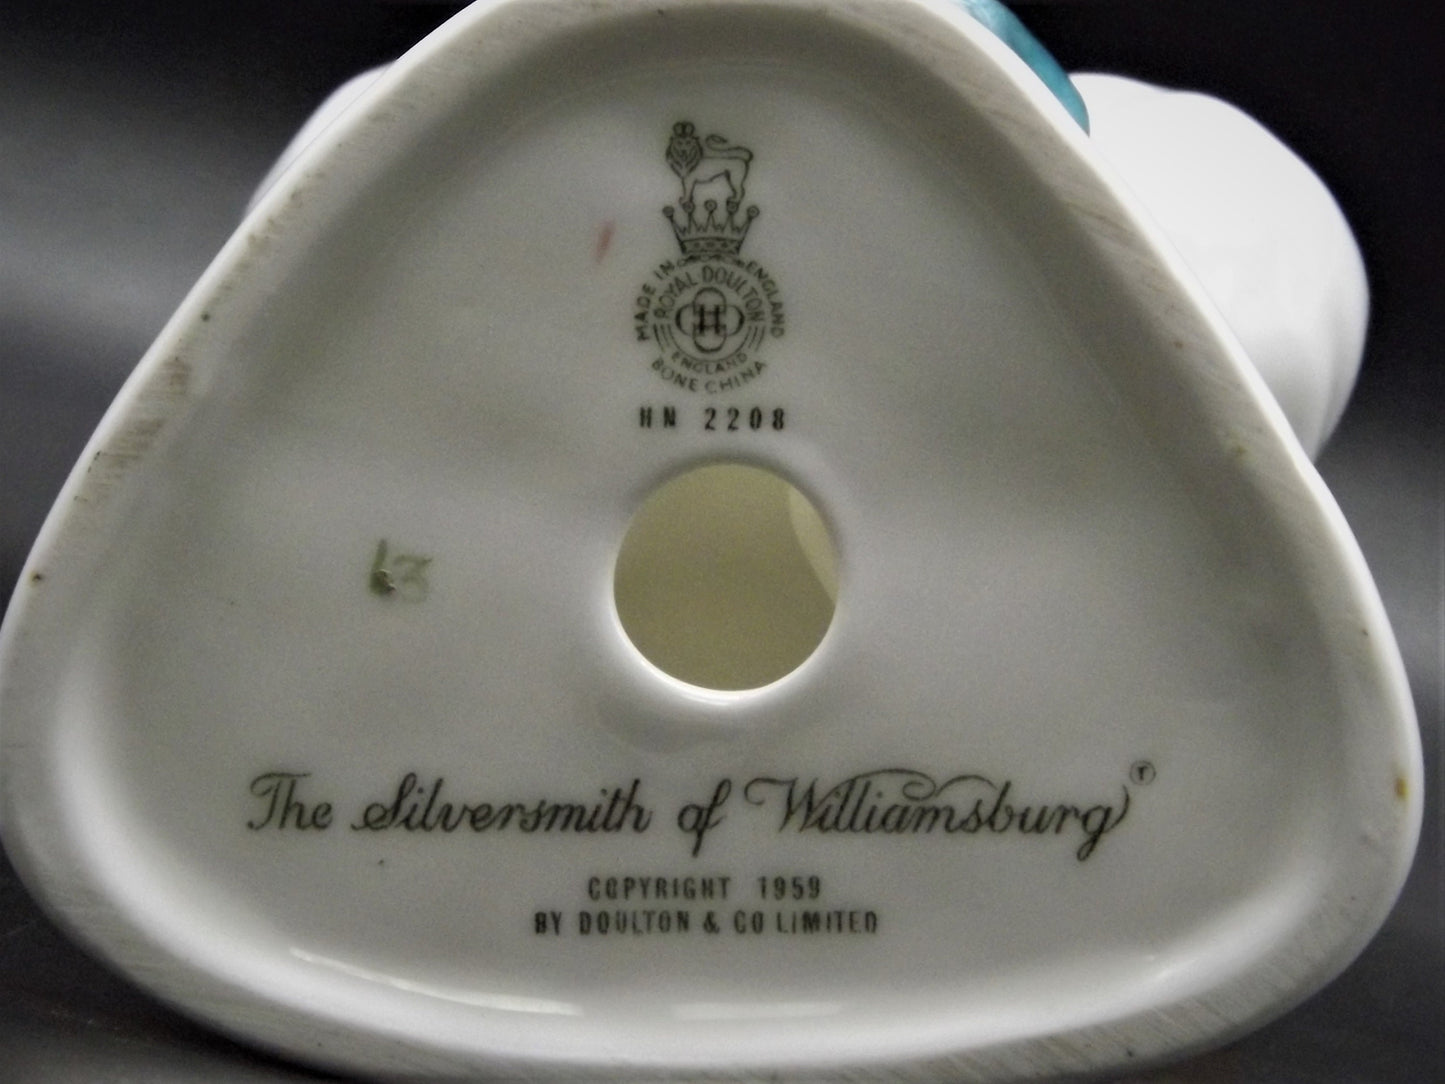 MADE IN ENGLAND
ROYAL DOULTON
ENGLAND
BONE CHINA
HN 2208
13
The Silversmith of Williamsburg ®
COPYRIGHT 1959
BY DOULTON & CO LIMITED